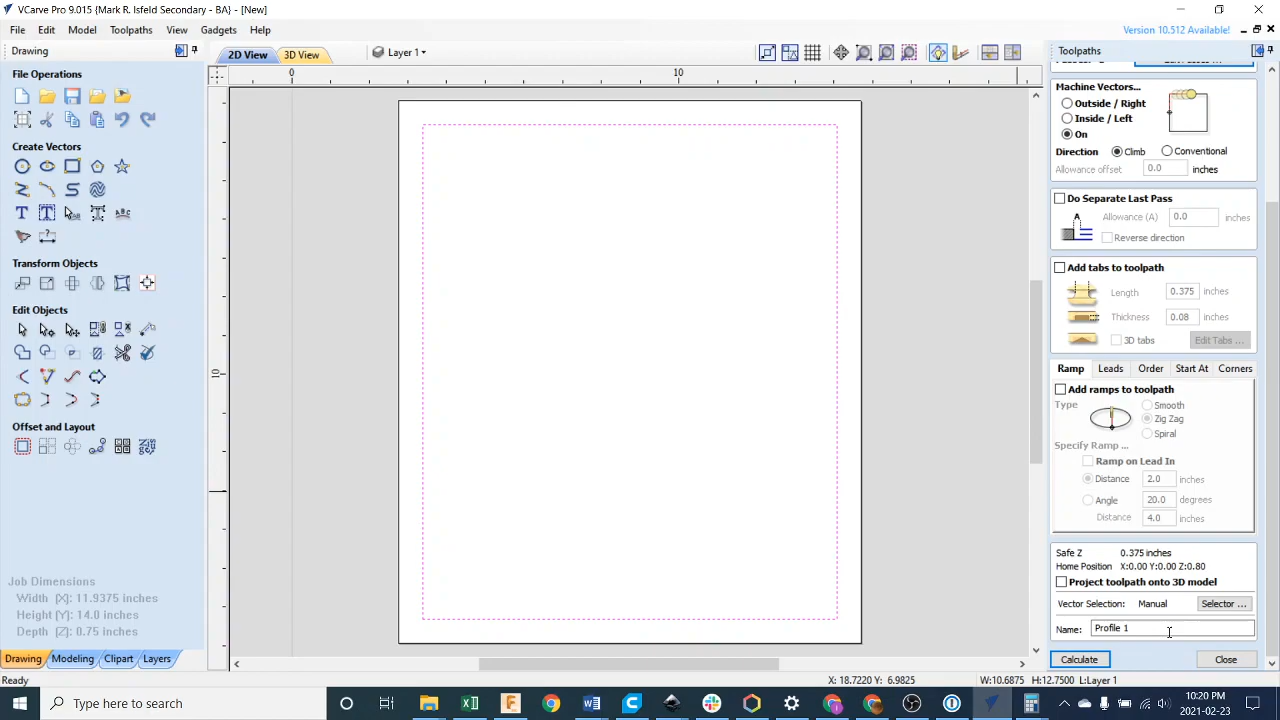 VCarve Pro 9.015 {Mark R. Isfeld Secondary - BA} - [New]
File Edit Model Toolpaths View Gadgets Help
Version 10.512 Available!
Drawing
2D View 3D View Layer 1
Toolpaths
File Operations
0 10
Machine Vectors...
Outside / Right
Inside / Left
On
Create Vectors
Direction Climb Conventional
Allowance offset 0.0 inches
Do Separate Last Pass
A Allowance (A) 0.0 inches
Reverse direction
Transform Objects
Add tabs to toolpath
Length 0.375 inches
Edit Objects
Thickness 0.08 inches
3D tabs Edit Tabs ...
10
Ramp Leads Order Start At Corners
Add ramps to toolpath
Type Smooth
Zig Zag
Spiral
Offset and Layout
Specify Ramp ...
Ramp on Lead In
Distance 2.0 inches
Angle 20.0 degrees
Distance 4.0 inches
Safe Z 0.375 inches
Home Position X:0.00 Y:0.00 Z:0.80
Project toolpath onto 3D model
Job Dimensions
Width [X]: 11.9375 inches
Height [Y]: 14.0 inches
Depth [Z]: 0.75 inches
Vector Selection: Manual Selector ...
Name: Profile 1
Drawing Modeling Clipart Layers
Calculate Close
Ready X: 18.7220 Y: 6.9825 W:10.6875 H:12.7500 L:Layer 1
Type here to search
10:20 PM
2021-02-23